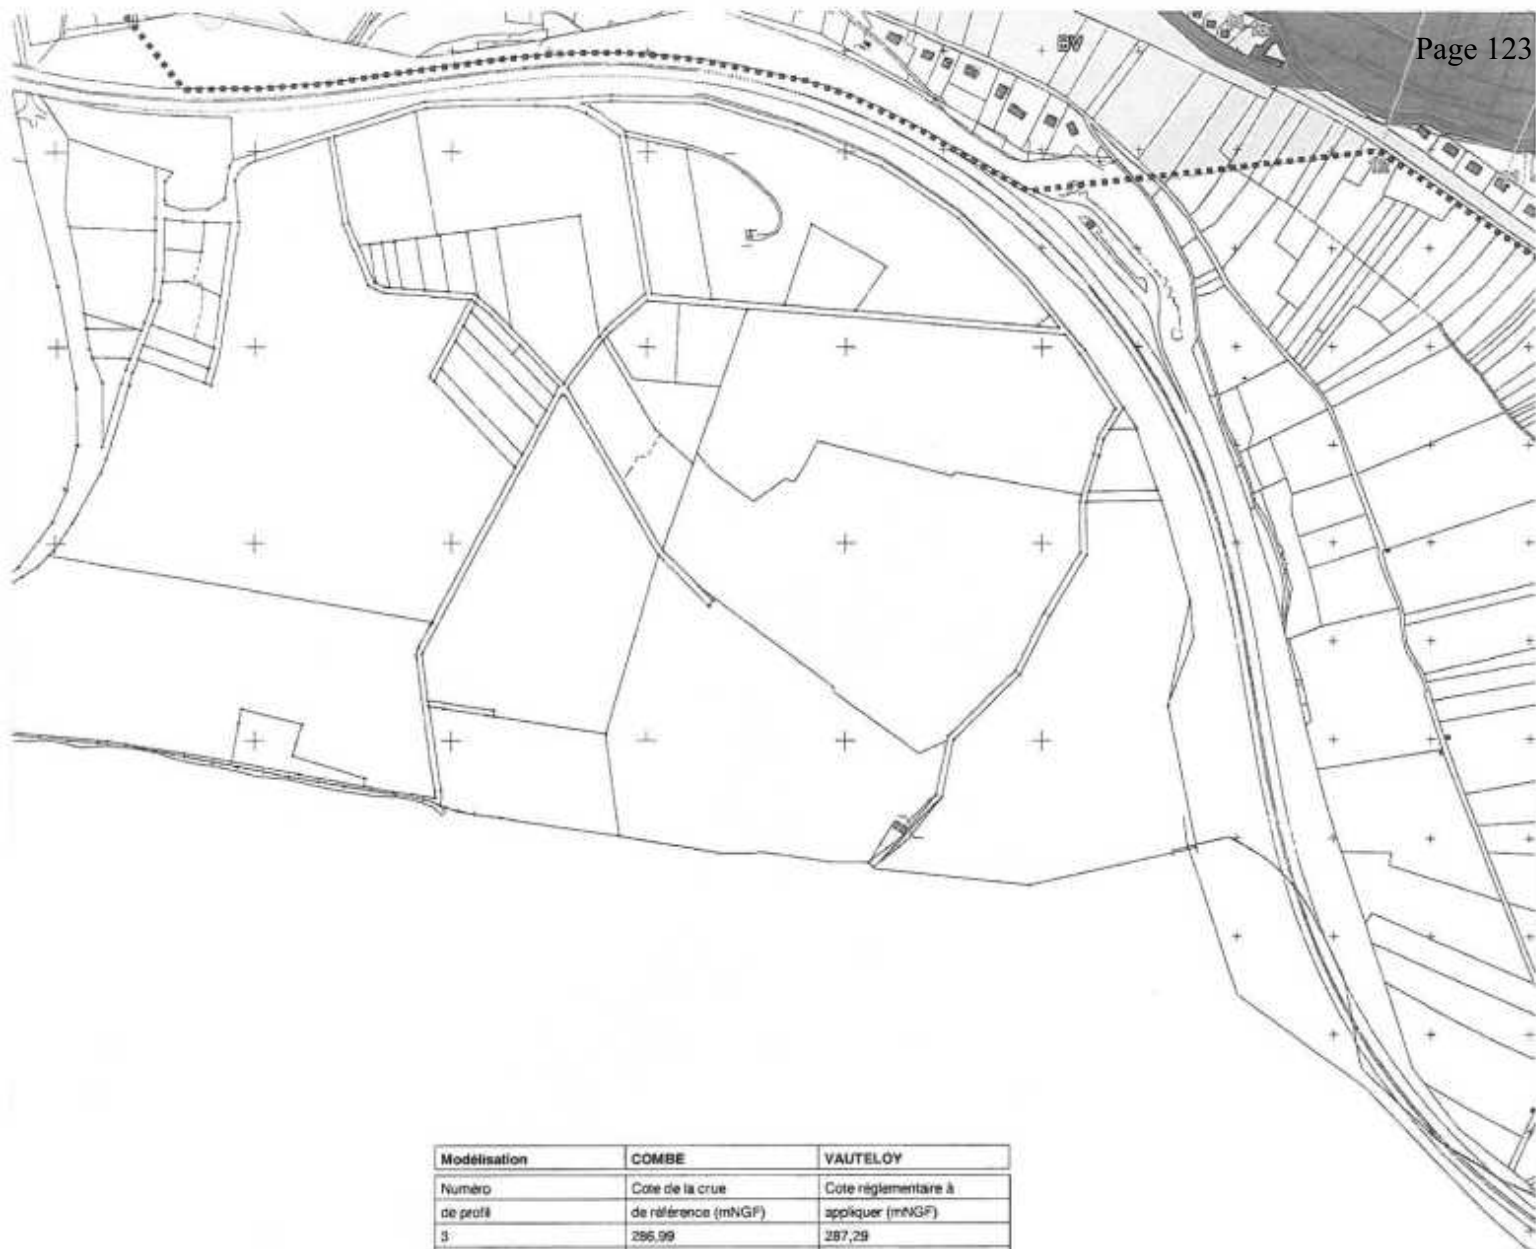 Page 123
BV
Modélisation COMBE VAUTELOY
Numéro Cote de la crue Cote réglementaire à
de profil de référence (mNGF) appliquer (mNGF)
3 286,99 287,29